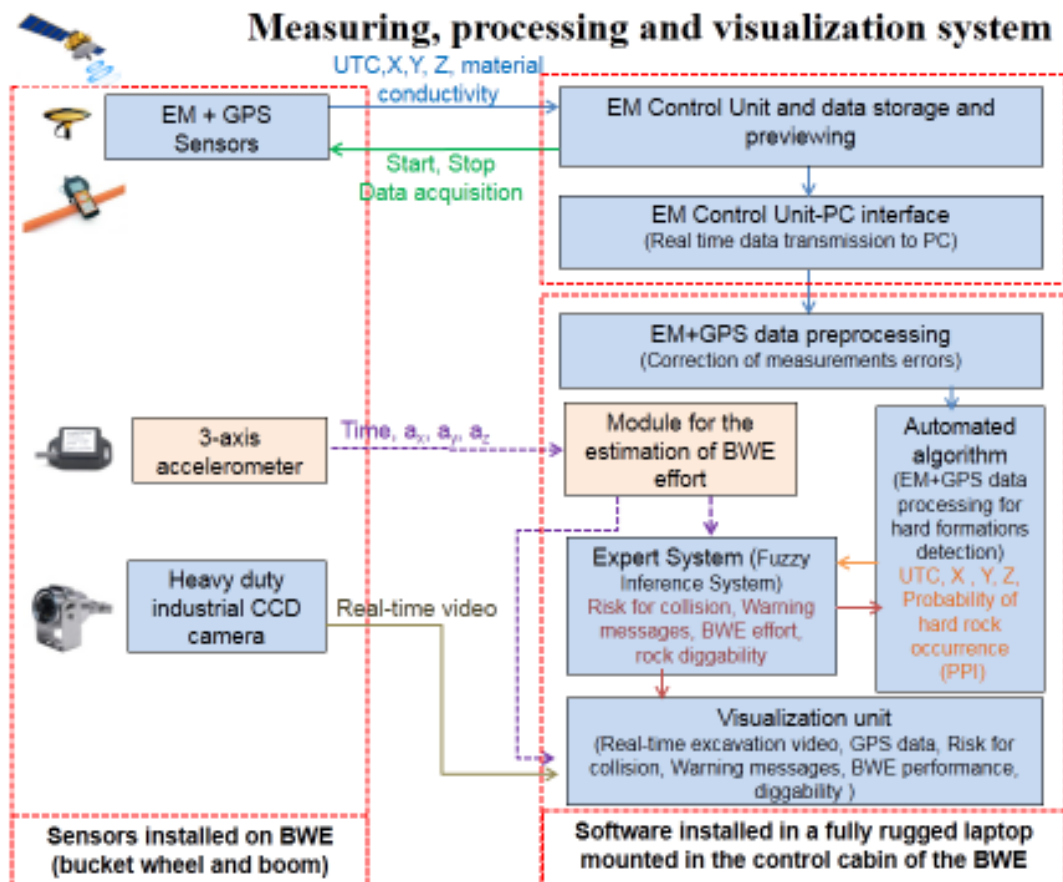 Measuring, processing and visualization system
UTC,X,Y, Z, material
conductivity
EM + GPS
Sensors
Start, Stop
Data acquisition
EM Control Unit and data storage and
previewing
EM Control Unit-PC interface
(Real time data transmission to PC)
EM+GPS data preprocessing
(Correction of measurements errors)
3-axis
accelerometer
Time, ax, ay, az
Module for the
estimation of BWE
effort
Automated
algorithm
(EM+GPS data
processing for
hard formations
detection)
UTC, X , Y, Z,
Probability of
hard rock
occurrence
(PPI)
Heavy duty
industrial CCD
camera
Real-time video
Expert System (Fuzzy
Inference System)
Risk for collision, Warning
messages, BWE effort,
rock diggability
Visualization unit
(Real-time excavation video, GPS data, Risk for
collision, Warning messages, BWE performance,
diggability )
Sensors installed on BWE
(bucket wheel and boom)
Software installed in a fully rugged laptop
mounted in the control cabin of the BWE